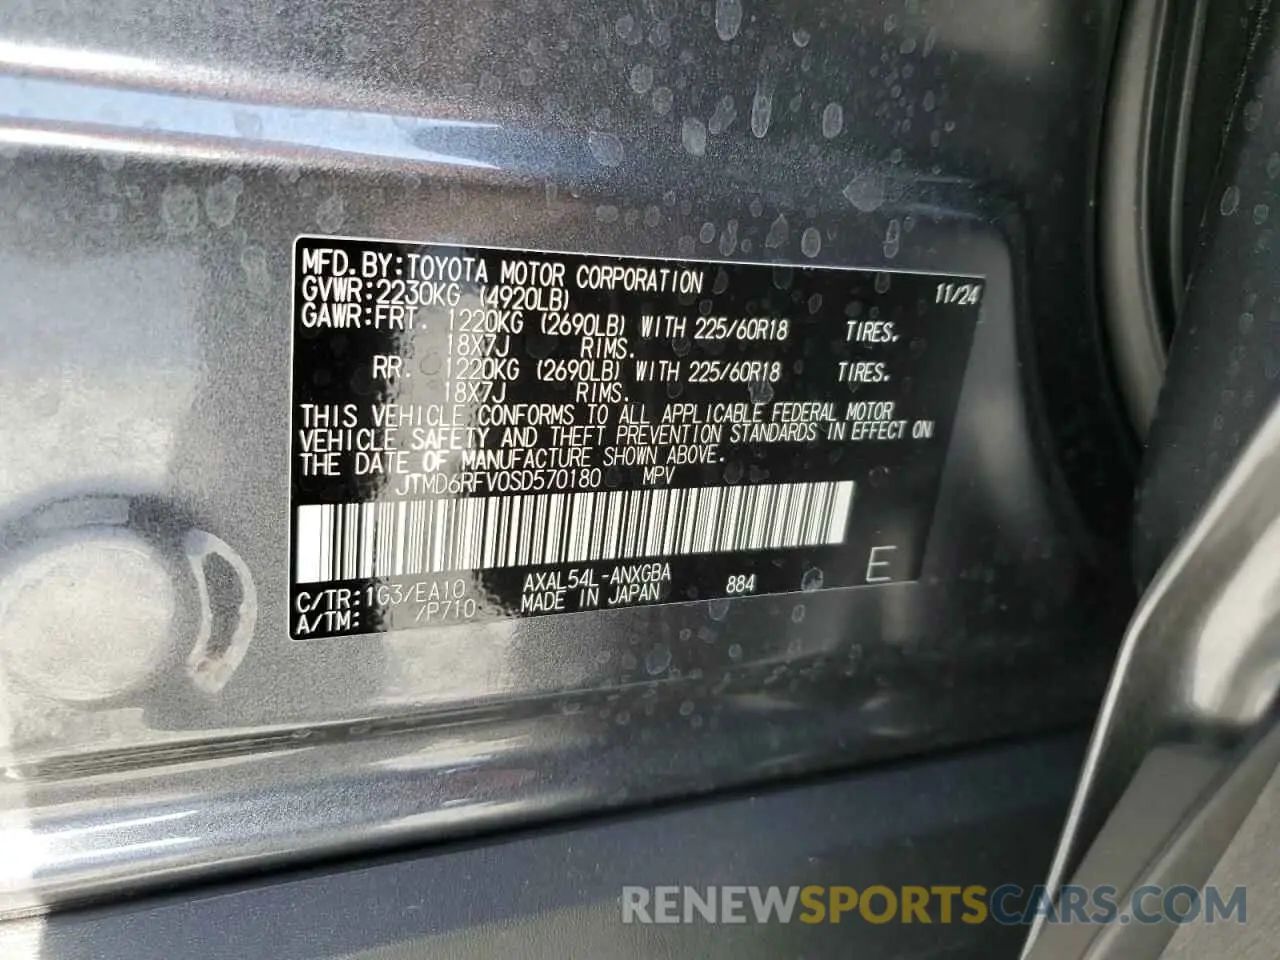 MFD. BY: TOYOTA MOTOR CORPORATION 11/24
GVWR: 2230KG (4920LB)
GAWR: FRT. 1220KG (2690LB) WITH 225/60R18 TIRES.
18X7J RIMS.
RR. 1220KG (2690LB) WITH 225/60R18 TIRES.
18X7J RIMS.
THIS VEHICLE CONFORMS TO ALL APPLICABLE FEDERAL MOTOR
VEHICLE SAFETY AND THEFT PREVENTION STANDARDS IN EFFECT ON
THE DATE OF MANUFACTURE SHOWN ABOVE.
JTMD6RFV0SD570180 MPV
E
C/TR: 1G3/EA10 AXAL54L-ANXGBA 884
A/TM: /P710 MADE IN JAPAN
RENEWSPORTSCARS.COM